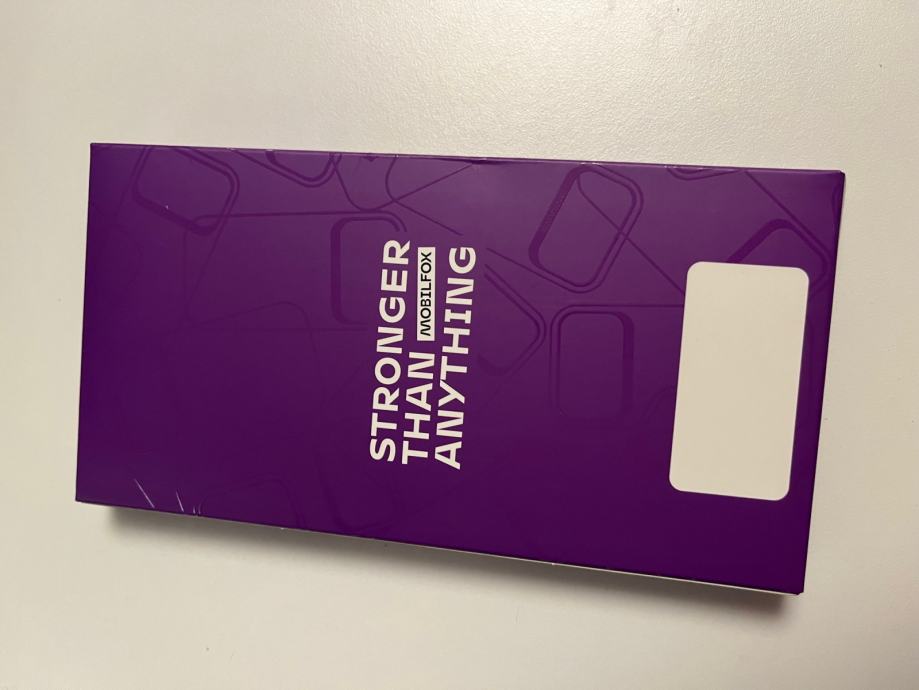 STRONGER
THAN MOBILFOX
ANYTHING